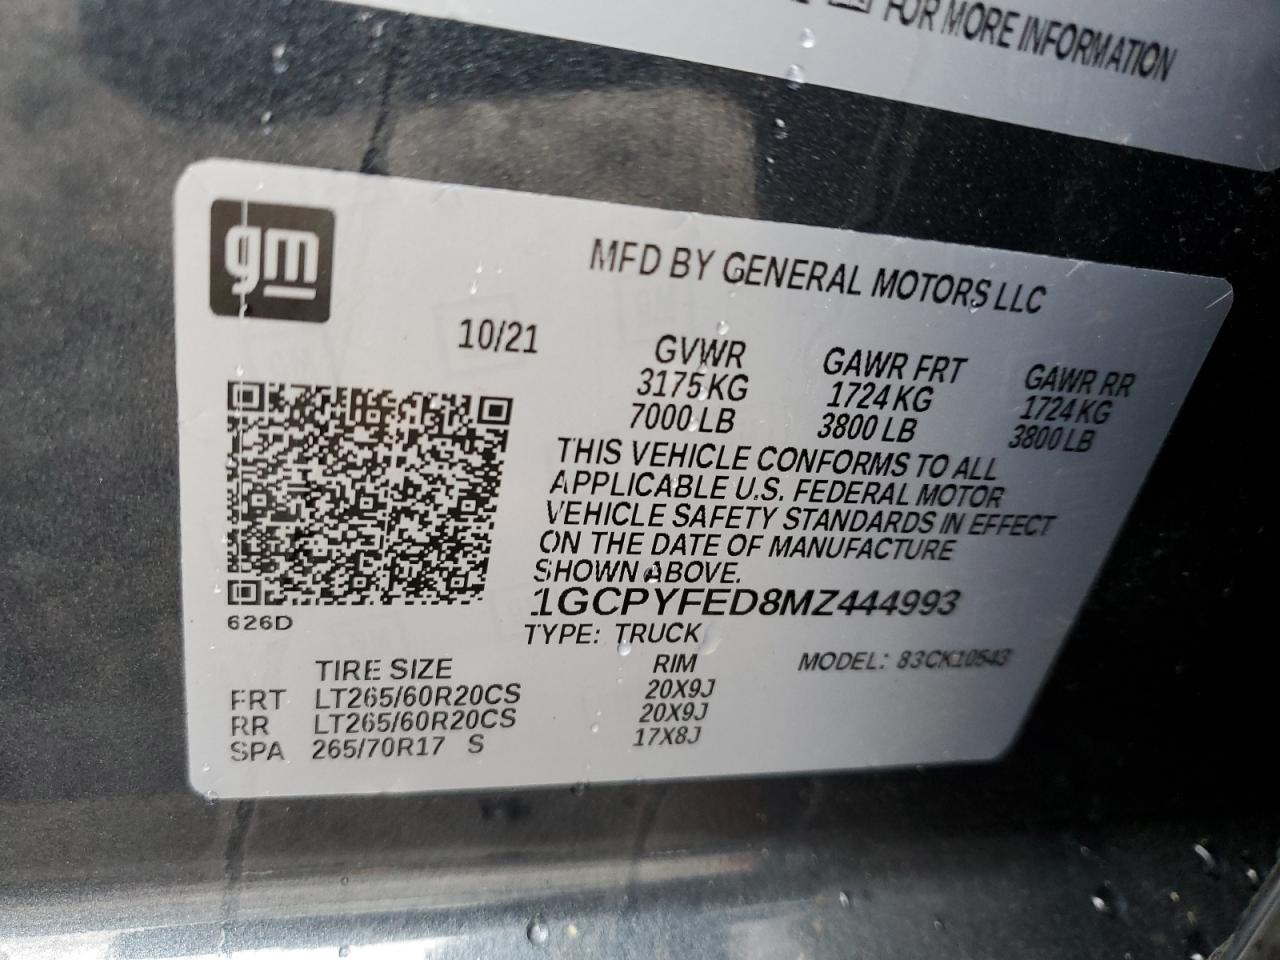 FOR MORE INFORMATION
gm
MFD BY GENERAL MOTORS LLC
10/21
GVWR GAWR FRT GAWR RR
3175 KG 1724 KG 1724 KG
7000 LB 3800 LB 3800 LB
THIS VEHICLE CONFORMS TO ALL
APPLICABLE U.S. FEDERAL MOTOR
VEHICLE SAFETY STANDARDS IN EFFECT
ON THE DATE OF MANUFACTURE
SHOWN ABOVE.
1GCPYFED8MZ444993
626D
TYPE: TRUCK
TIRE SIZE RIM MODEL: 83CK10543
FRT LT265/60R20CS 20X9J
RR LT265/60R20CS 20X9J
SPA 265/70R17 S 17X8J